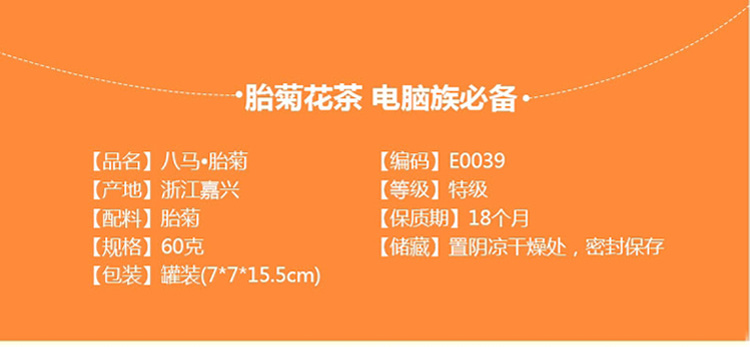 胎菊花茶 电脑族必备
【品名】八马•胎菊
【产地】浙江嘉兴
【配料】胎菊
【规格】60克
【包装】罐装(7*7*15.5cm)
【编码】E0039
【等级】特级
【保质期】18个月
【储藏】置阴凉干燥处，密封保存